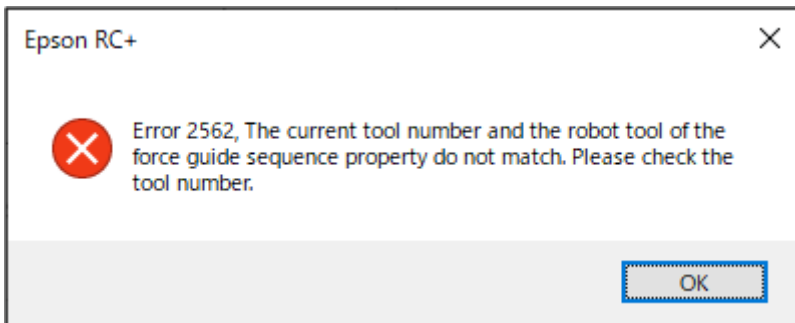 Epson RC+
Error 2562, The current tool number and the robot tool of the
force guide sequence property do not match. Please check the
tool number.
OK